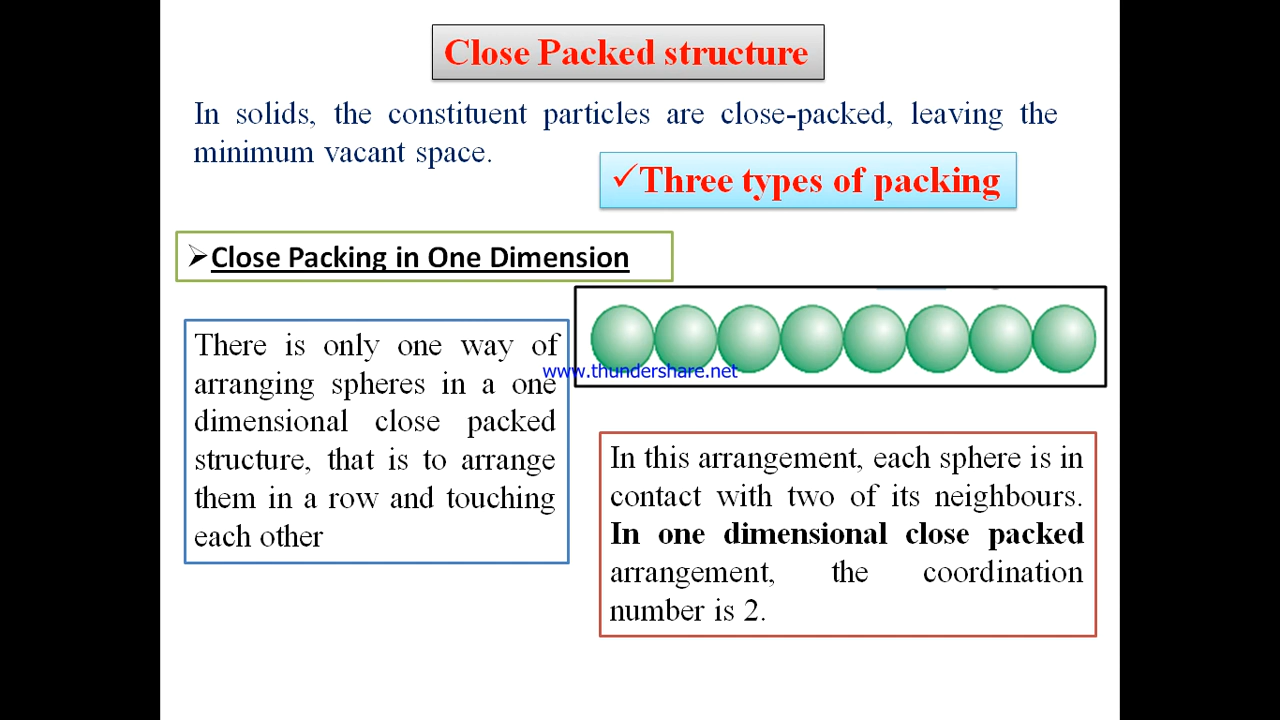 Close Packed structure
In solids, the constituent particles are close-packed, leaving the
minimum vacant space.
✓Three types of packing
➢Close Packing in One Dimension
There is only one way of
arranging spheres in a one
dimensional close packed
structure, that is to arrange
them in a row and touching
each other
www.thundershare.net
In this arrangement, each sphere is in
contact with two of its neighbours.
In one dimensional close packed
arrangement, the coordination
number is 2.